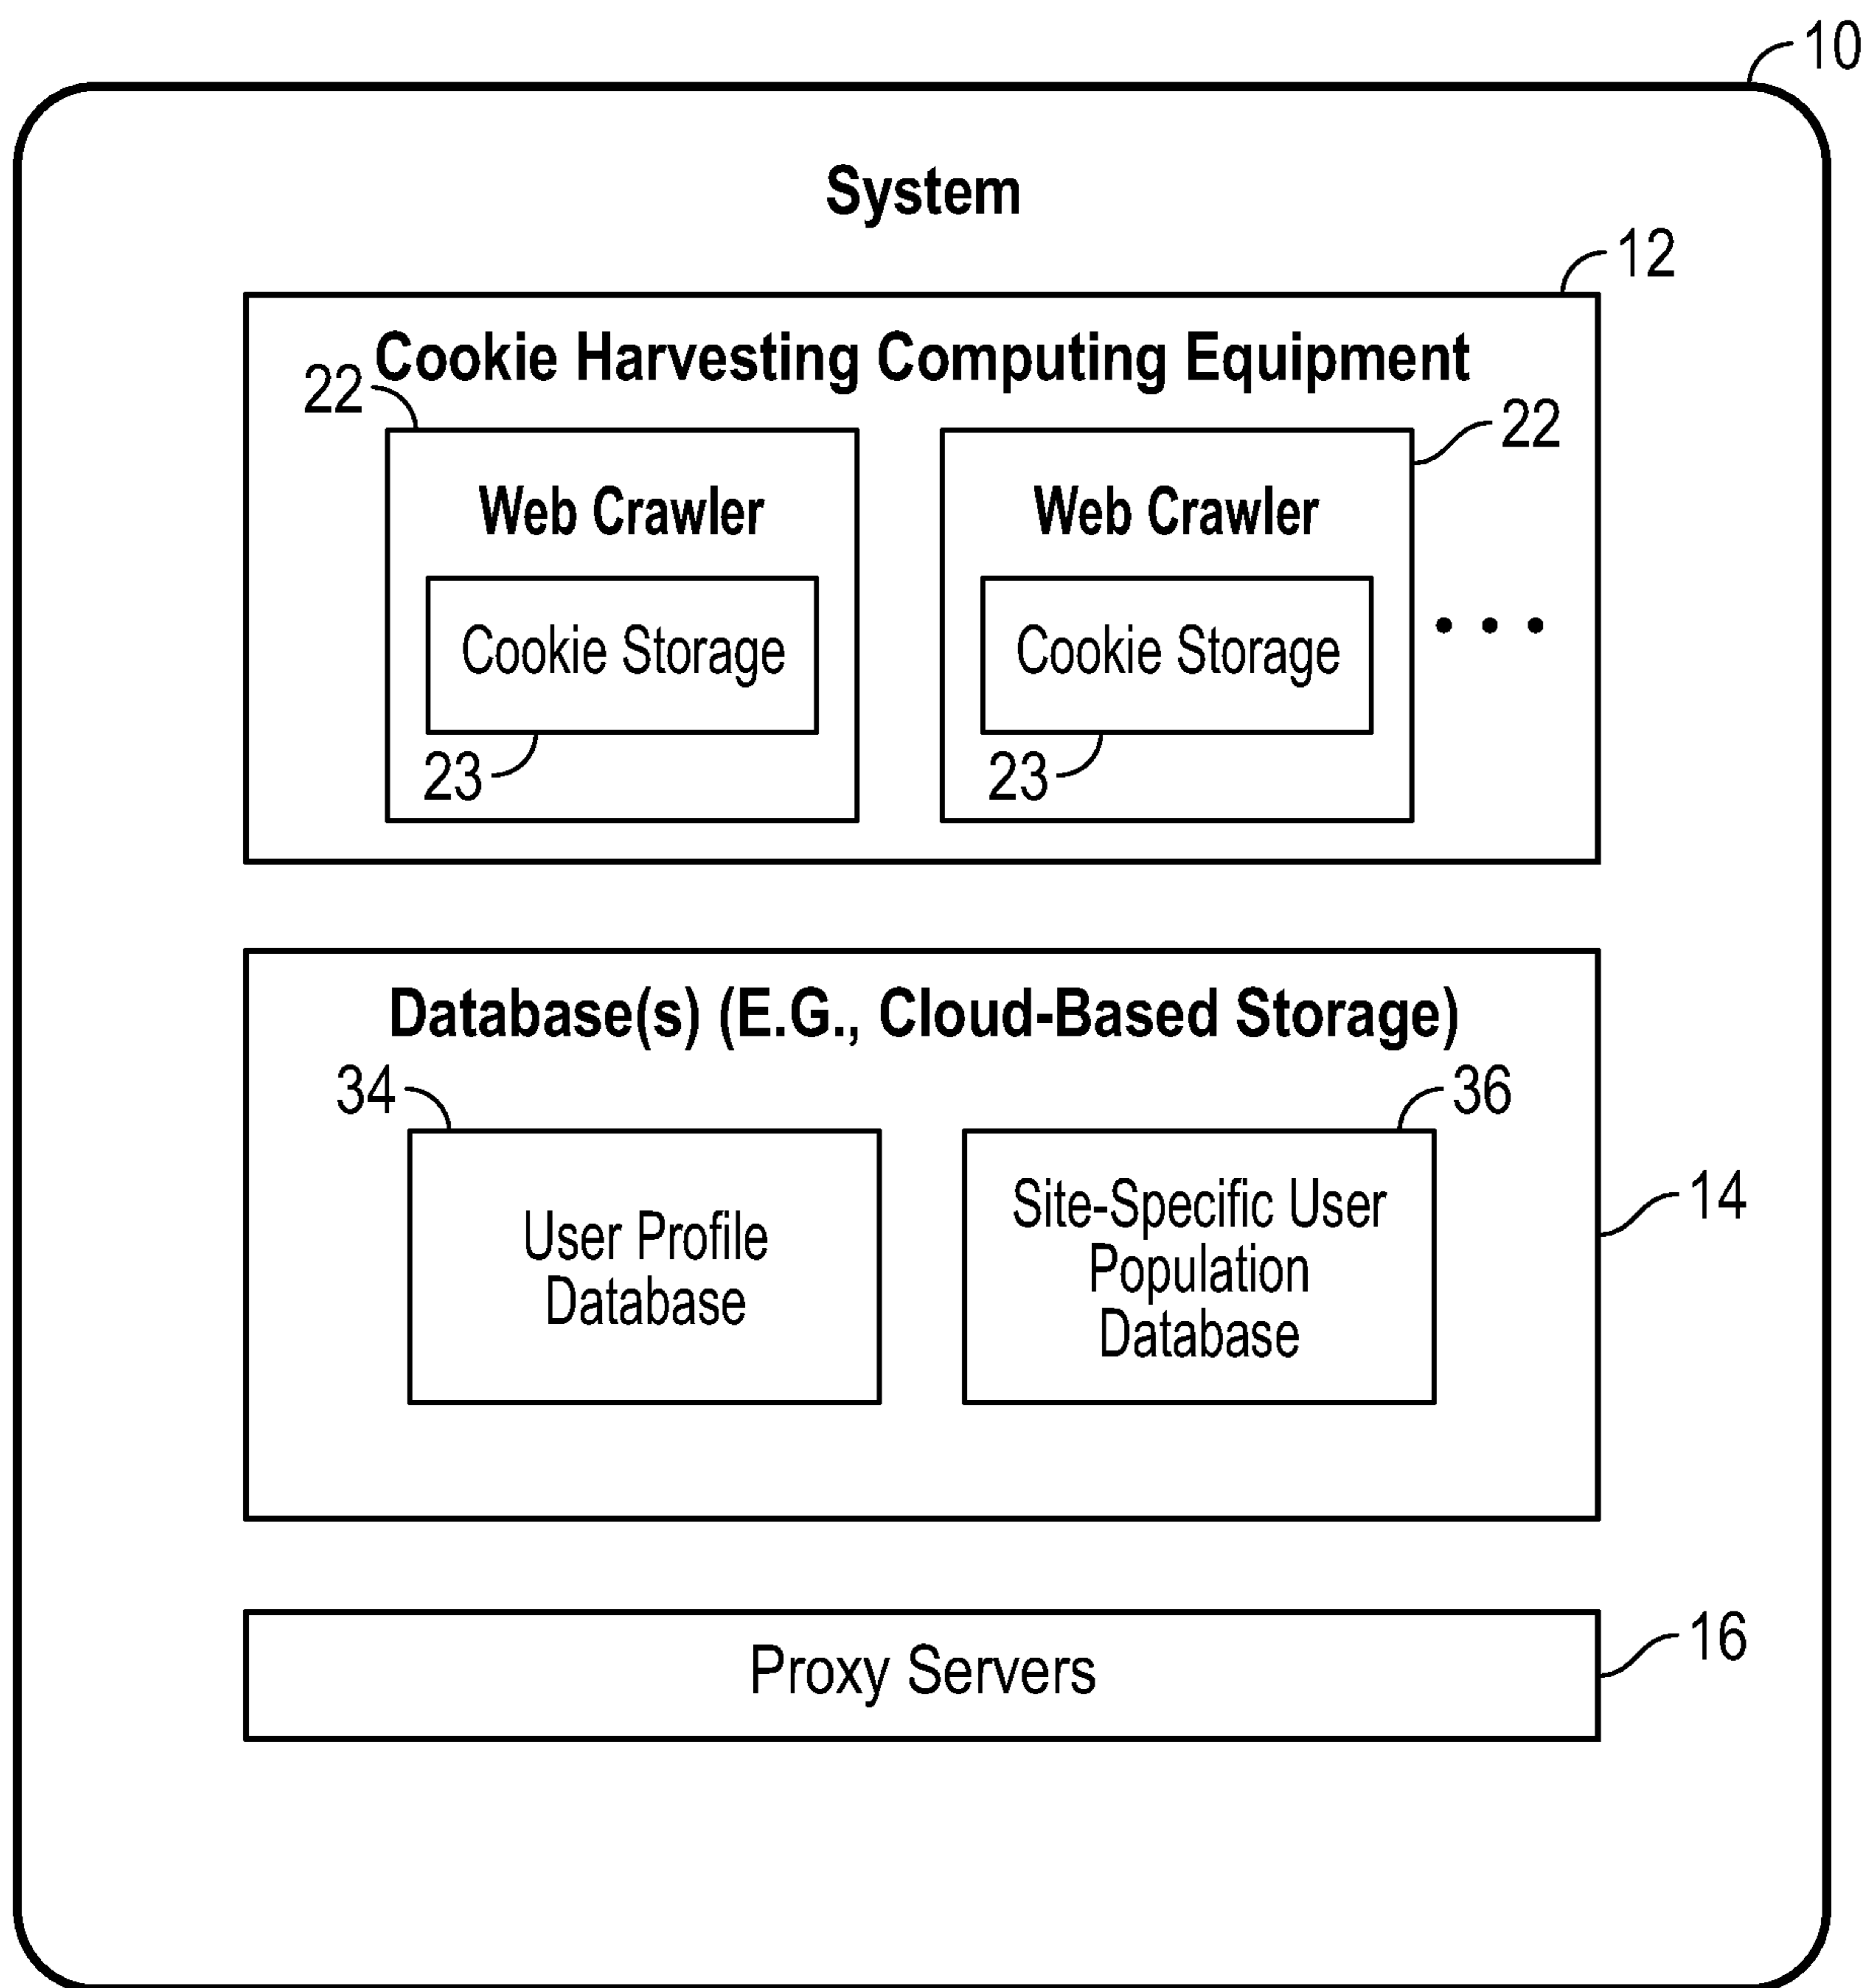 10
System
12
Cookie Harvesting Computing Equipment
22
22
Web Crawler
Web Crawler
Cookie Storage
Cookie Storage
23
23
Database(s) (E.G., Cloud-Based Storage)
34
36
User Profile
Database
Site-Specific User
Population
Database
14
Proxy Servers
16